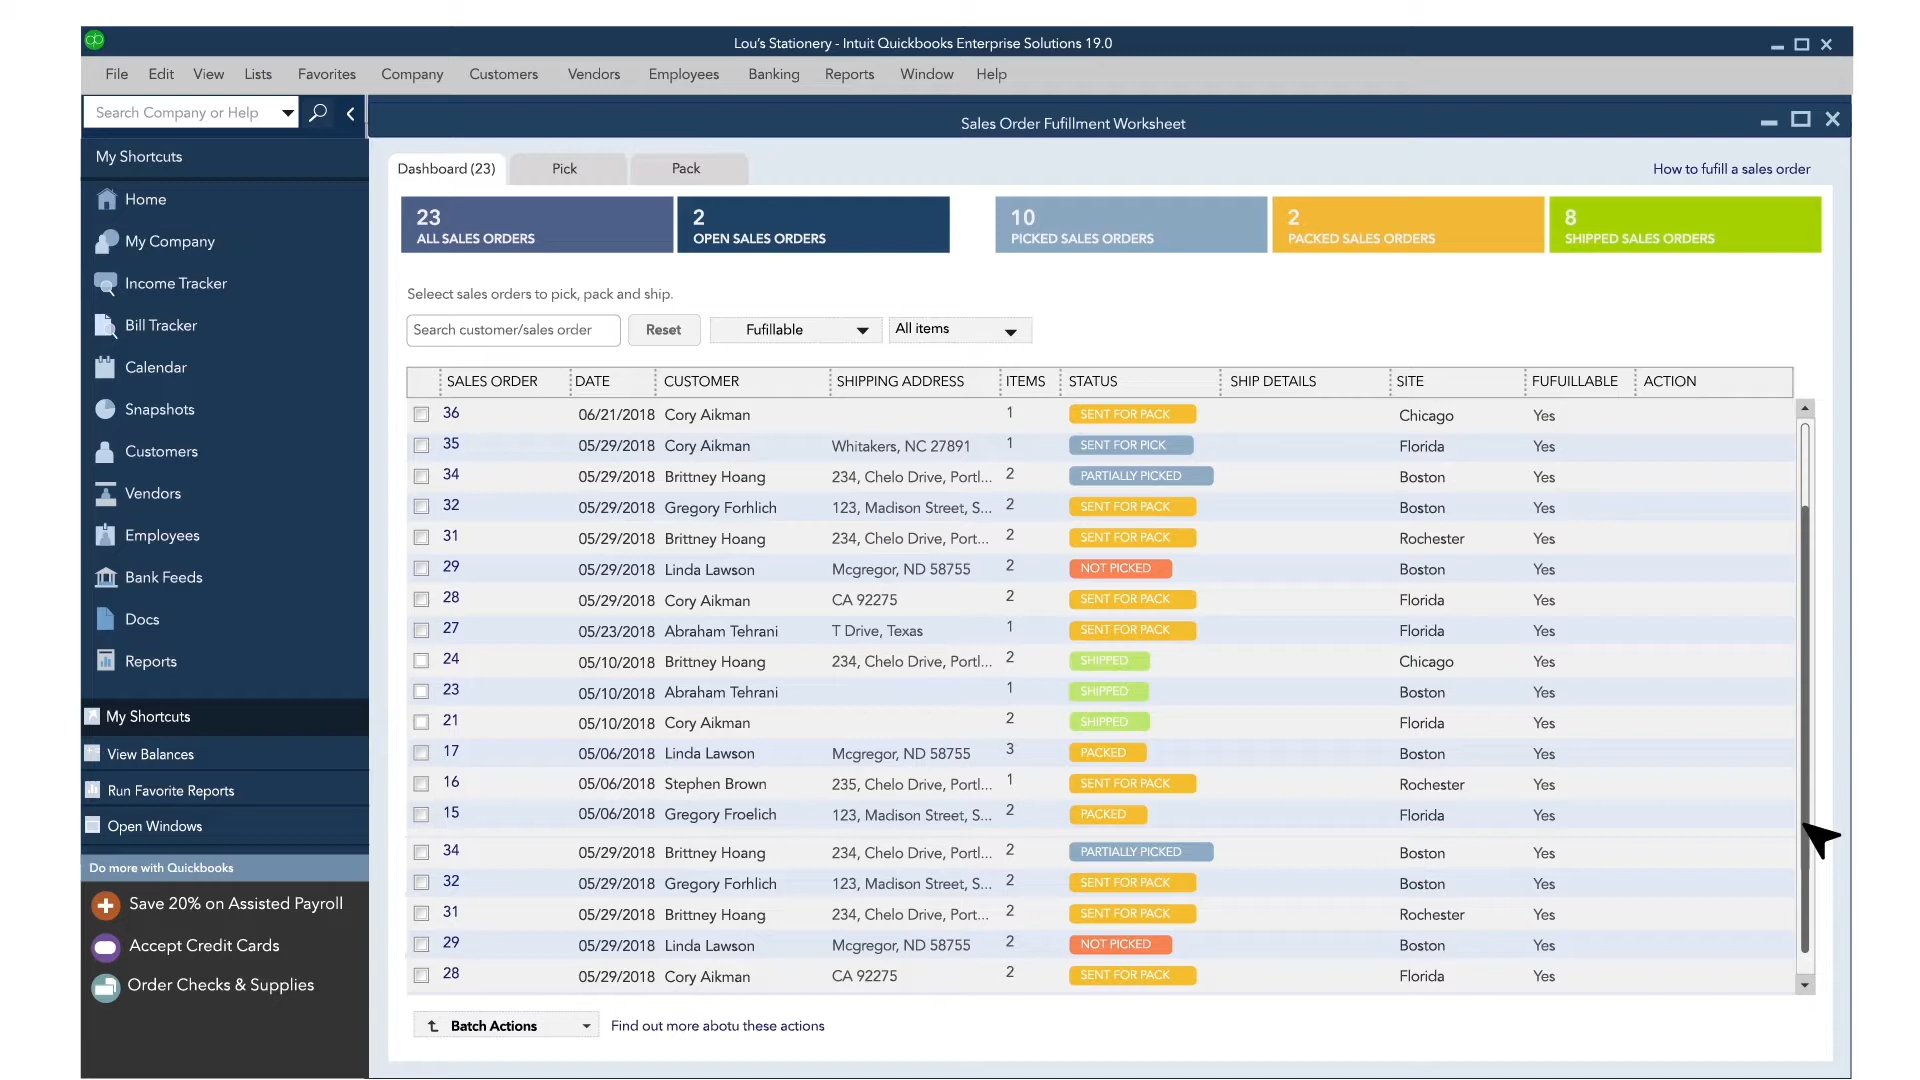 Lou's Stationery - Intuit Quickbooks Enterprise Solutions 19.0
File Edit View Lists Favorites Company Customers Vendors Employees Banking Reports Window Help
Search Company or Help
Sales Order Fufillment Worksheet
My Shortcuts
Home
My Company
Income Tracker
Bill Tracker
Calendar
Snapshots
Customers
Vendors
Employees
Bank Feeds
Docs
Reports
My Shortcuts
View Balances
Run Favorite Reports
Open Windows
Do more with Quickbooks
Save 20% on Assisted Payroll
Accept Credit Cards
Order Checks & Supplies
Dashboard (23) Pick Pack How to fufill a sales order
23 2 10 2 8
ALL SALES ORDERS OPEN SALES ORDERS PICKED SALES ORDERS PACKED SALES ORDERS SHIPPED SALES ORDERS
Seleect sales orders to pick, pack and ship.
Search customer/sales order Reset Fufillable All items
SALES ORDER DATE CUSTOMER SHIPPING ADDRESS ITEMS STATUS SHIP DETAILS SITE FUFUILLABLE ACTION
36 06/21/2018 Cory Aikman 1 SENT FOR PACK Chicago Yes
35 05/29/2018 Cory Aikman Whitakers, NC 27891 1 SENT FOR PICK Florida Yes
34 05/29/2018 Brittney Hoang 234, Chelo Drive, Portl... 2 PARTIALLY PICKED Boston Yes
32 05/29/2018 Gregory Forhlich 123, Madison Street, S... 2 SENT FOR PACK Boston Yes
31 05/29/2018 Brittney Hoang 234, Chelo Drive, Port... 2 SENT FOR PACK Rochester Yes
29 05/29/2018 Linda Lawson Mcgregor, ND 58755 2 NOT PICKED Boston Yes
28 05/29/2018 Cory Aikman CA 92275 2 SENT FOR PACK Florida Yes
27 05/23/2018 Abraham Tehrani T Drive, Texas 1 SENT FOR PACK Florida Yes
24 05/10/2018 Brittney Hoang 234, Chelo Drive, Portl... 2 SHIPPED Chicago Yes
23 05/10/2018 Abraham Tehrani 1 SHIPPED Boston Yes
21 05/10/2018 Cory Aikman 2 SHIPPED Florida Yes
17 05/06/2018 Linda Lawson Mcgregor, ND 58755 3 PACKED Boston Yes
16 05/06/2018 Stephen Brown 235, Chelo Drive, Portl... 1 SENT FOR PACK Rochester Yes
15 05/06/2018 Gregory Froelich 123, Madison Street, S... 2 PACKED Florida Yes
34 05/29/2018 Brittney Hoang 234, Chelo Drive, Portl... 2 PARTIALLY PICKED Boston Yes
32 05/29/2018 Gregory Forhlich 123, Madison Street, S... 2 SENT FOR PACK Boston Yes
31 05/29/2018 Brittney Hoang 234, Chelo Drive, Port... 2 SENT FOR PACK Rochester Yes
29 05/29/2018 Linda Lawson Mcgregor, ND 58755 2 NOT PICKED Boston Yes
28 05/29/2018 Cory Aikman CA 92275 2 SENT FOR PACK Florida Yes
Batch Actions Find out more abotu these actions